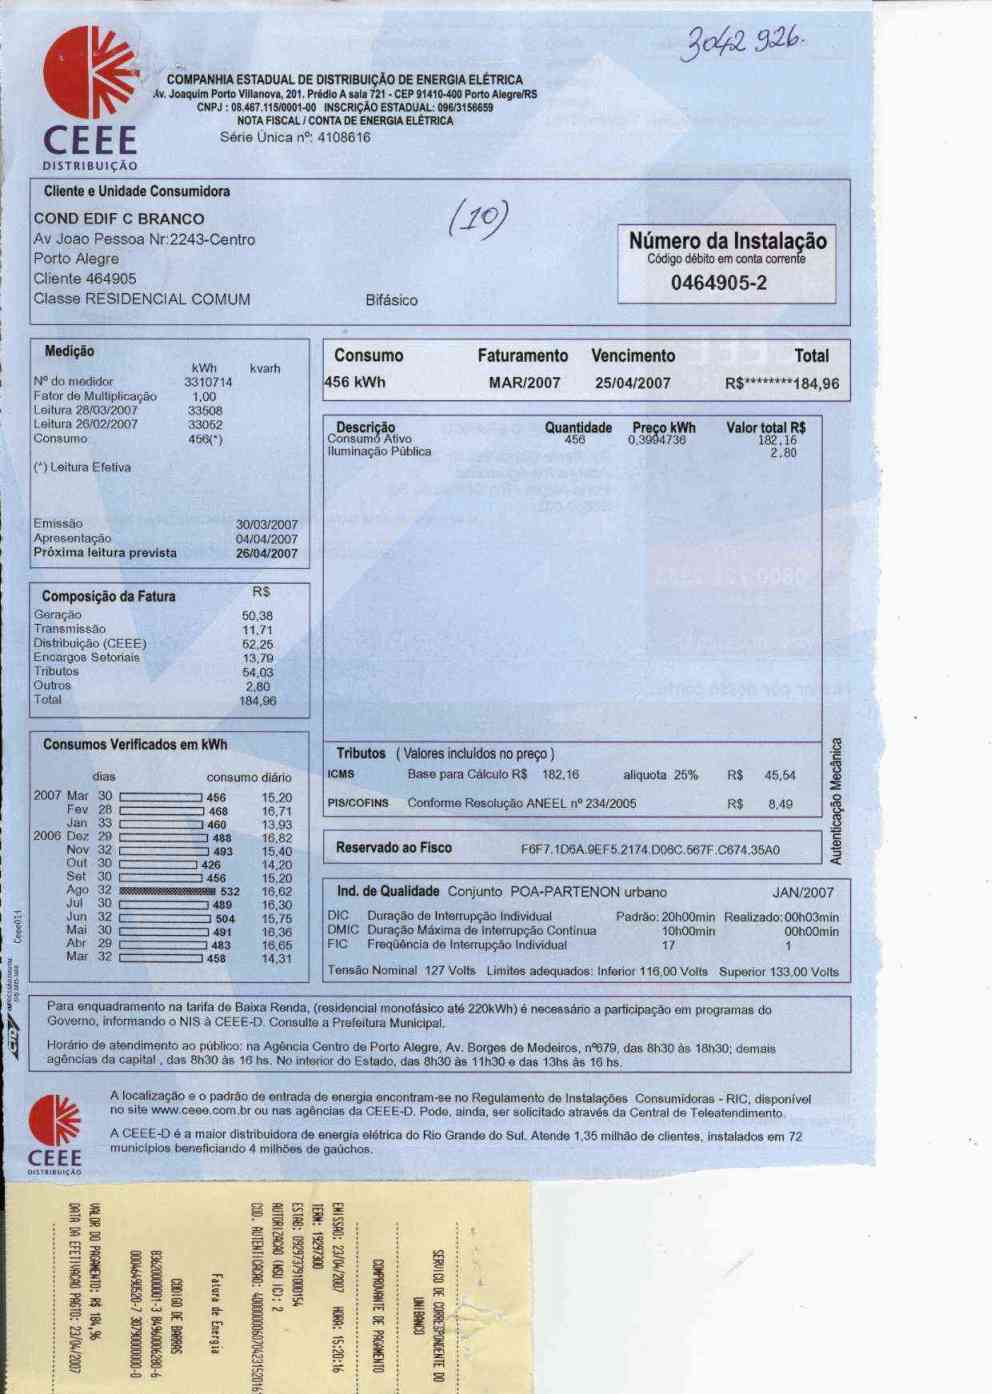 3042 926.
COMPANHIA ESTADUAL DE DISTRIBUIÇÃO DE ENERGIA ELÉTRICA
Av. Joaquim Porto Villanova, 201. Prédio A sala 721 - CEP 91410-400 Porto Alegre/RS
CNPJ : 08.467.115/0001-00 INSCRIÇÃO ESTADUAL: 096/3156659
NOTA FISCAL / CONTA DE ENERGIA ELÉTRICA
Série Única nº: 4108616
CEEE
DISTRIBUIÇÃO
Cliente e Unidade Consumidora
COND EDIF C BRANCO
Av Joao Pessoa Nr:2243-Centro
Porto Alegre
Cliente 464905
Classe RESIDENCIAL COMUM Bifásico
(10)
Número da Instalação
Código débito em conta corrente
0464905-2
Medição
kWh kvarh
Nº do medidor 3310714
Fator de Multiplicação 1,00
Leitura 28/03/2007 33508
Leitura 26/02/2007 33052
Consumo 456(*)
(*) Leitura Efetiva
Emissão 30/03/2007
Apresentação 04/04/2007
Próxima leitura prevista 26/04/2007
Consumo Faturamento Vencimento Total
456 kWh MAR/2007 25/04/2007 R$********184,96
Descrição Quantidade Preço kWh Valor total R$
Consumo Ativo 456 0,3994736 182,16
Iluminação Pública 2.80
Composição da Fatura R$
Geração 50,38
Transmissão 11,71
Distribuição (CEEE) 52,25
Encargos Setoriais 13,79
Tributos 54,03
Outros 2,80
Total 184,96
Consumos Verificados em kWh
dias consumo diário
2007 Mar 30 456 15,20
Fev 28 468 16,71
Jan 33 460 13,93
2006 Dez 29 488 16,82
Nov 32 493 15,40
Out 30 426 14,20
Set 30 456 15,20
Ago 32 532 16,62
Jul 30 489 16,30
Jun 32 504 15,75
Mai 30 491 16,36
Abr 29 483 16,65
Mar 32 458 14,31
Tributos ( Valores incluídos no preço )
ICMS Base para Cálculo R$ 182,16 aliquota 25% R$ 45,54
PIS/COFINS Conforme Resolução ANEEL nº 234/2005 R$ 8,49
Reservado ao Fisco F6F7.1D6A.9EF5.2174.D06C.567F.C674.35A0
Autenticação Mecânica
Ind. de Qualidade Conjunto POA-PARTENON urbano JAN/2007
DIC Duração de Interrupção Individual Padrão: 20h00min Realizado: 00h03min
DMIC Duração Máxima de Interrupção Contínua 10h00min 00h00min
FIC Freqüência de Interrupção Individual 17 1
Tensão Nominal 127 Volts Limites adequados: Inferior 116,00 Volts Superior 133,00 Volts
Ceee011
Para enquadramento na tarifa de Baixa Renda, (residencial monofásico até 220kWh) é necessário a participação em programas do
Governo, informando o NIS à CEEE-D. Consulte a Prefeitura Municipal.
Horário de atendimento ao público: na Agência Centro de Porto Alegre, Av. Borges de Medeiros, nº679, das 8h30 às 18h30; demais
agências da capital , das 8h30 às 16 hs. No interior do Estado, das 8h30 às 11h30 e das 13hs às 16 hs.
A localização e o padrão de entrada de energia encontram-se no Regulamento de Instalações Consumidoras - RIC, disponível
no site www.ceee.com.br ou nas agências da CEEE-D. Pode, ainda, ser solicitado através da Central de Teleatendimento.
A CEEE-D é a maior distribuidora de energia elétrica do Rio Grande do Sul. Atende 1,35 milhão de clientes, instalados em 72
municípios beneficiando 4 milhões de gaúchos.
CEEE
DISTRIBUIÇÃO
SERVICO DE CORRESPONDENTE DO
UNIBANCO
COMPROVANTE DE PAGAMENTO
EMISSAO: 23/04/2007 HORA: 15:20:16
TERM: 19297300
ESTAB: 092973791000154
AUTORIZACAO (NSU IC): 2
COD. AUTENTICACAO: 
Fatura de Energia
CODIGO DE BARRAS
83620000001-3 84960006280-6
00046490520-7 30790000000-0
VALOR DO PAGAMENTO: R$ 184,96
DATA DA EFETIVACAO PAGTO: 23/04/2007